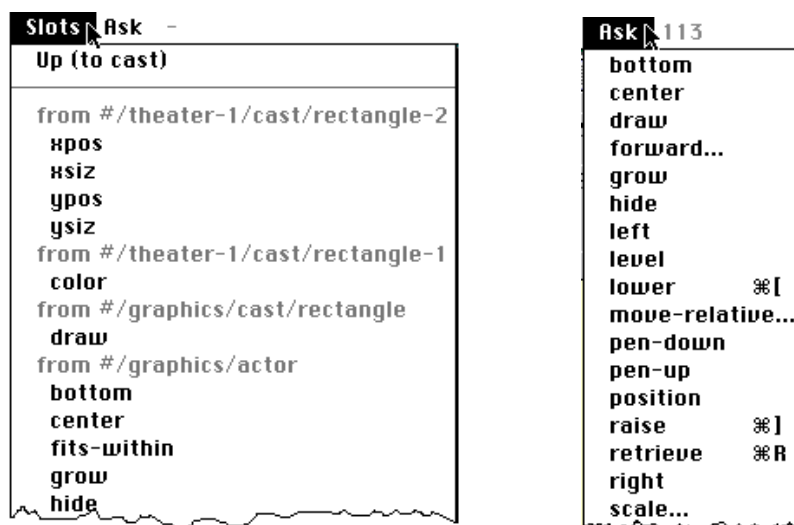 Slots Ask -
Up (to cast)
from #/theater-1/cast/rectangle-2
xpos
xsiz
ypos
ysiz
from #/theater-1/cast/rectangle-1
color
from #/graphics/cast/rectangle
draw
from #/graphics/actor
bottom
center
fits-within
grow
hide
Ask 113
bottom
center
draw
forward...
grow
hide
left
level
lower ⌘[
move-relative...
pen-down
pen-up
position
raise ⌘]
retrieve ⌘R
right
scale...